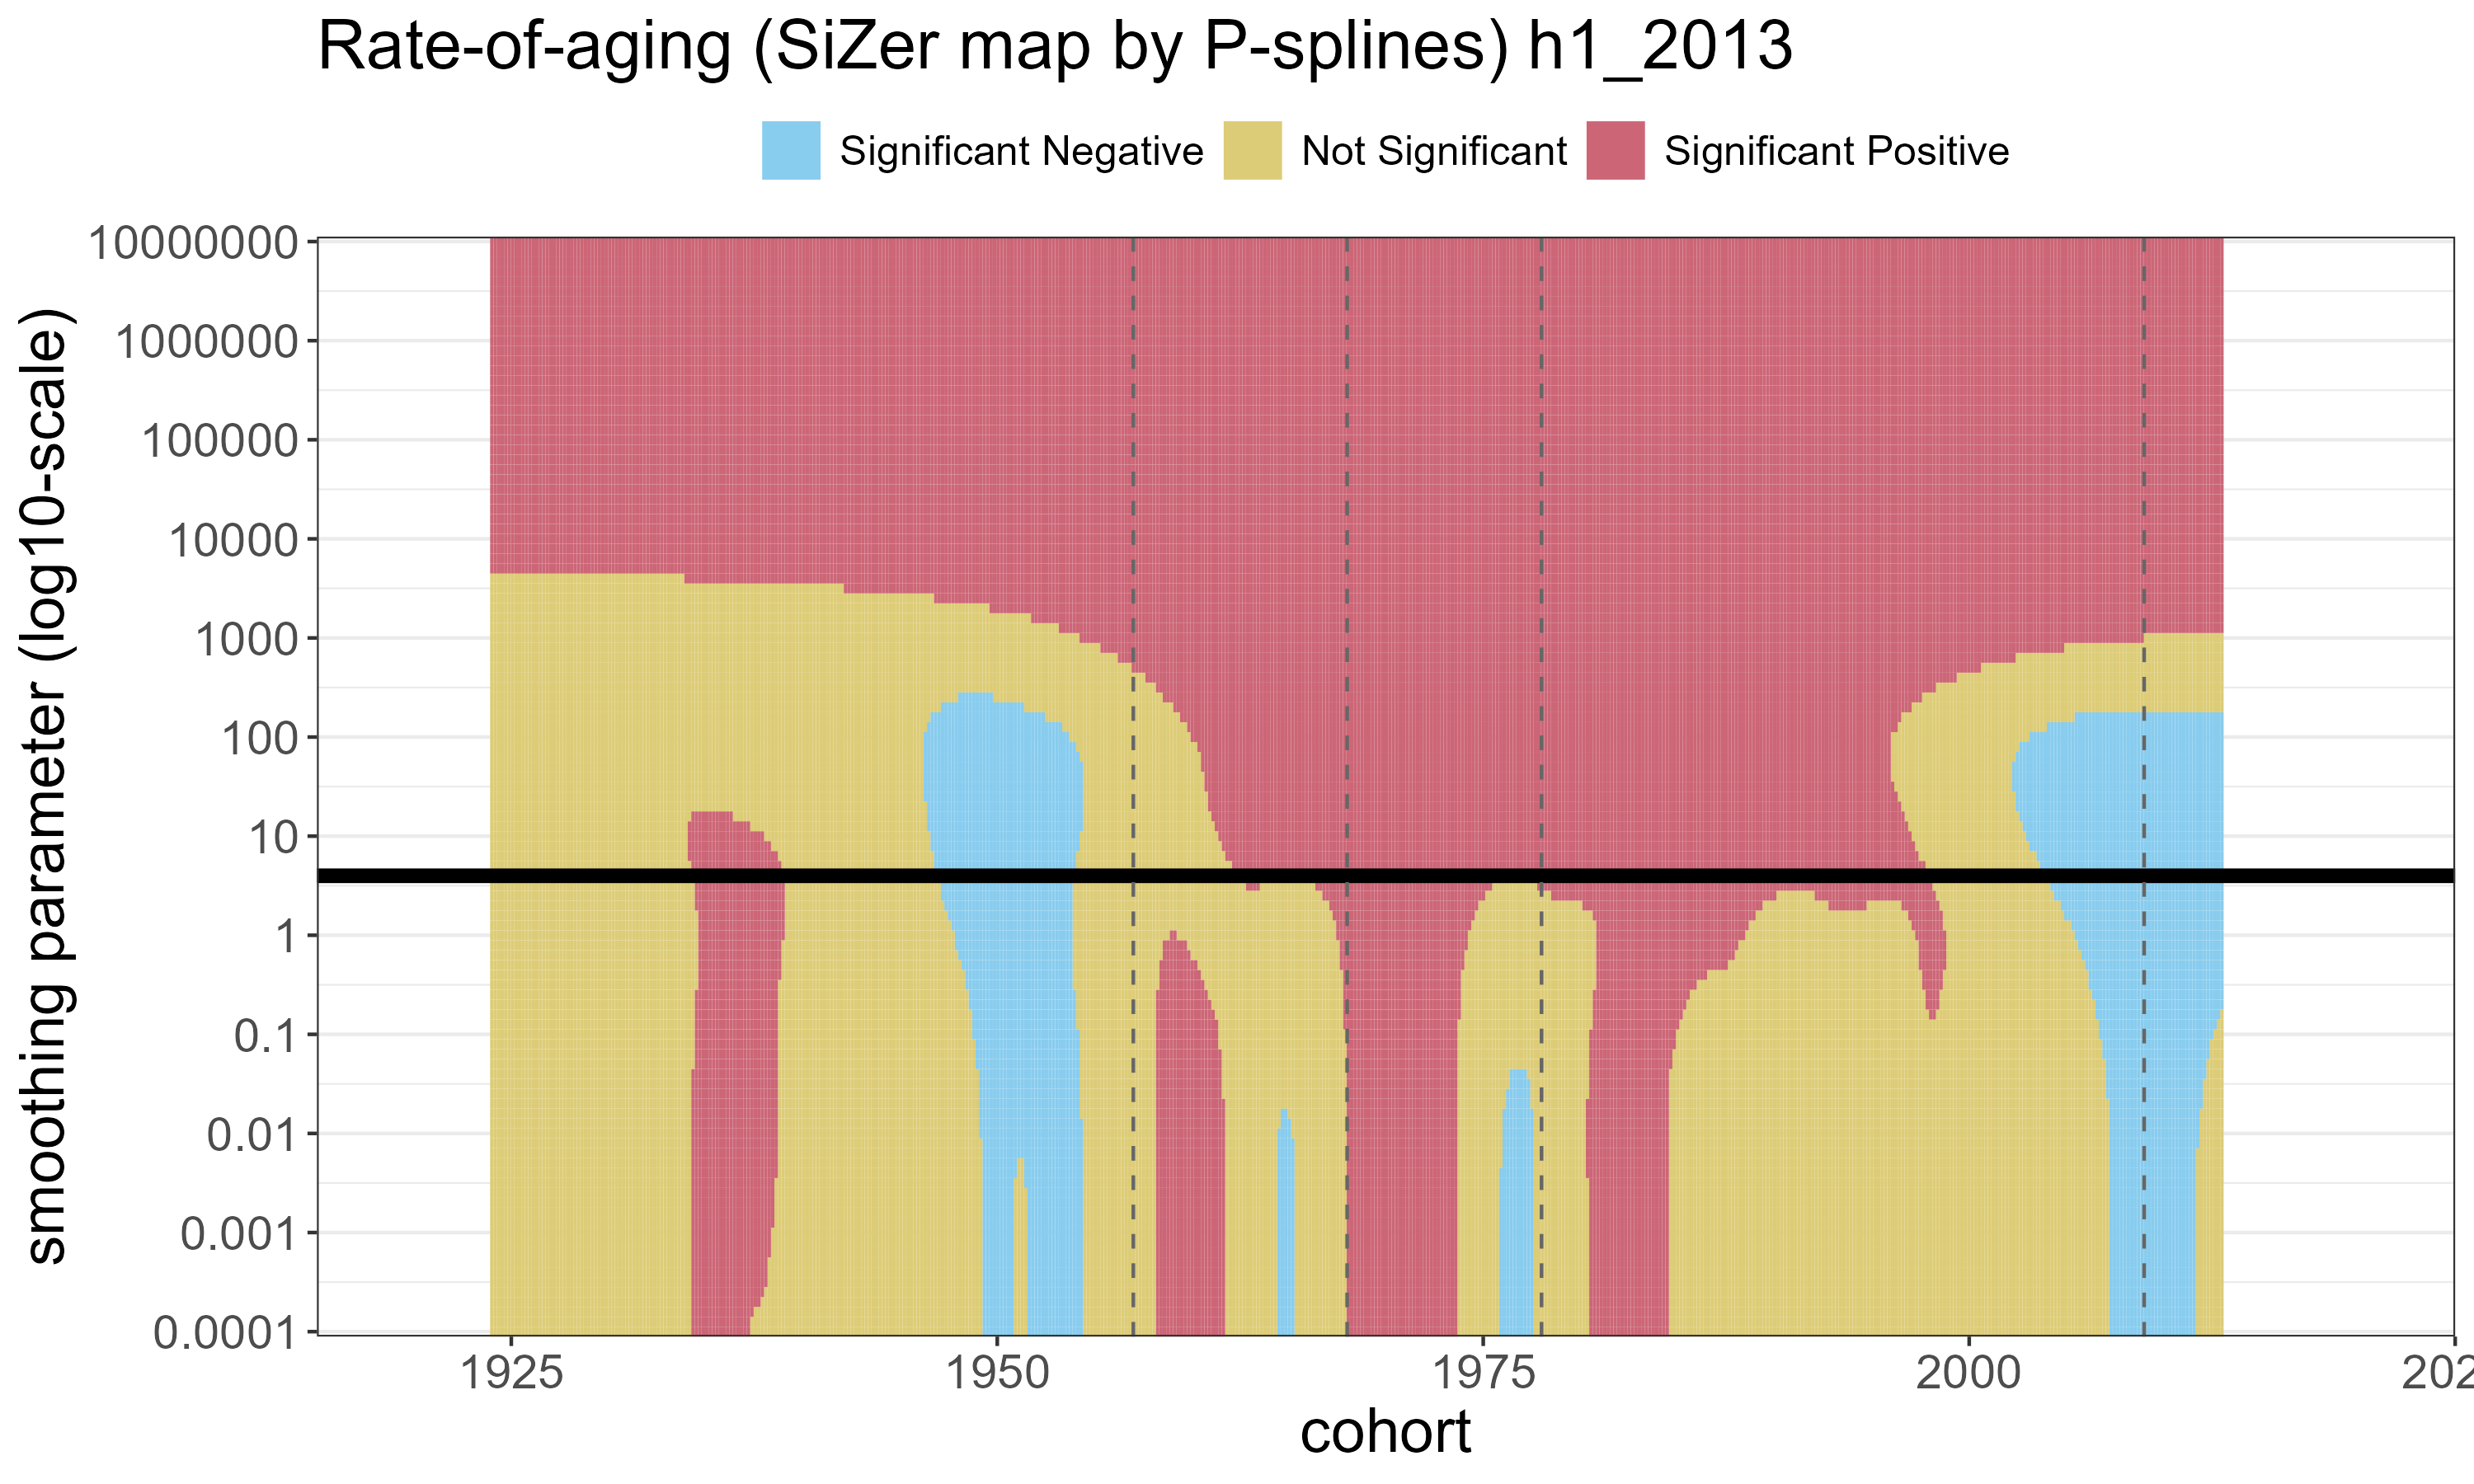 Rate-of-aging (SiZer map by P-splines) h1_2013
Significant Negative Not Significant Significant Positive
smoothing parameter (log10-scale)
10000000
1000000
100000
10000
1000
100
10
1
0.1
0.01
0.001
0.0001
1925 1950 1975 2000 202
cohort